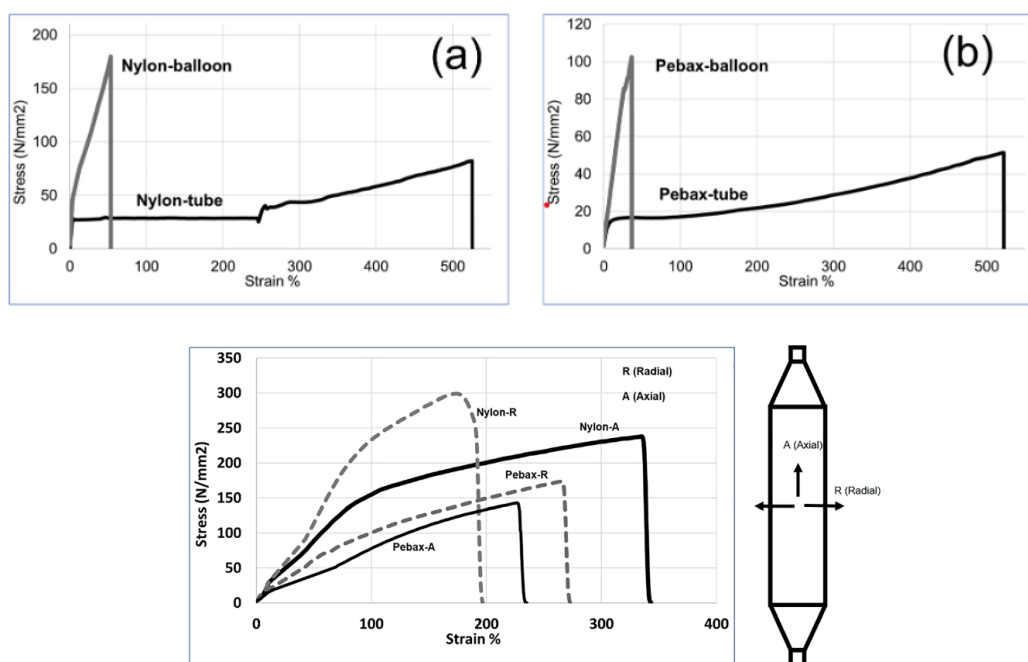 (a)
200
150
100
50
0
Stress (N/mm2)
Nylon-balloon
Nylon-tube
0 100 200 300 400 500
Strain %
(b)
120
100
80
60
40
20
0
Stress (N/mm2)
Pebax-balloon
Pebax-tube
0 100 200 300 400 500
Strain %
350
300
250
200
150
100
50
0
Stress (N/mm2)
R (Radial)
A (Axial)
Nylon-R
Nylon-A
Pebax-R
Pebax-A
0 100 200 300 400
Strain %
A (Axial)
R (Radial)